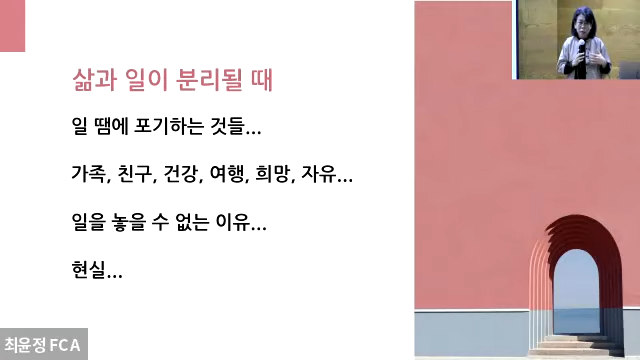 삶과 일이 분리될 때
일 땜에 포기하는 것들...
가족, 친구, 건강, 여행, 희망, 자유...
일을 놓을 수 없는 이유...
현실...
최윤정 FCA